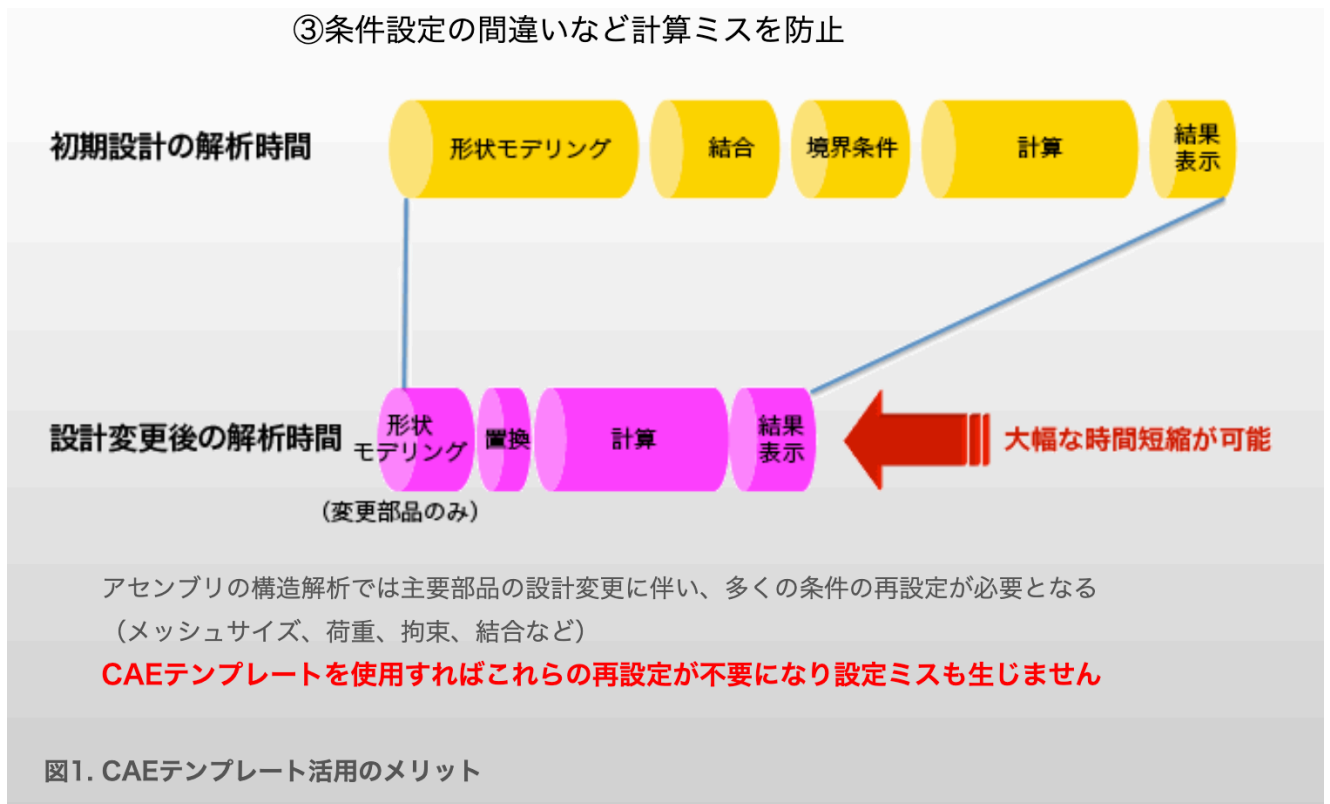 ③条件設定の間違いなど計算ミスを防止
初期設計の解析時間
形状モデリング
結合
境界条件
計算
結果
表示
設計変更後の解析時間
形状
モデリング
置換
計算
結果
表示
大幅な時間短縮が可能
(変更部品のみ)
アセンブリの構造解析では主要部品の設計変更に伴い、多くの条件の再設定が必要となる
（メッシュサイズ、荷重、拘束、結合など）
CAEテンプレートを使用すればこれらの再設定が不要になり設定ミスも生じません
図1. CAEテンプレート活用のメリット